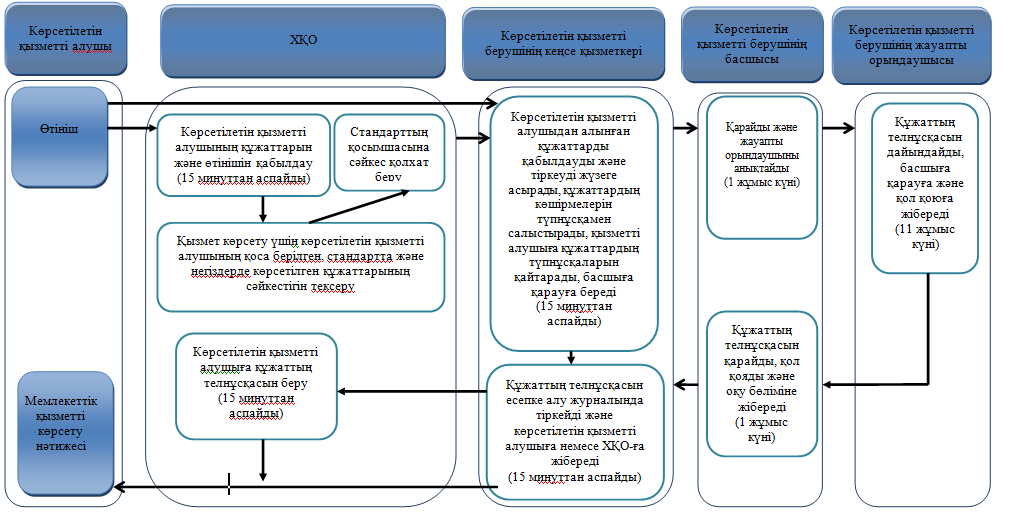 Көрсетілетін
қызметті алушы
ХҚО
Көрсетілетін қызметті
берушінің кеңсе қызметкері
Көрсетілетін
қызметті берушінің
басшысы
Көрсетілетін қызметті
берушінің жауапты
орындаушысы
Өтініш
Көрсетілетін қызметті
алушының құжаттарын
және өтінішін қабылдау
(15 минуттан аспайды)
Стандарттың
қосымшасына
сәйкес қолхат
беру
Қызмет көрсету үшін көрсетілетін қызметті
алушының қоса берілген, стандартта және
негіздерде көрсетілген құжаттарының
сәйкестігін тексеру
Көрсетілетін қызметті
алушыдан алынған
құжаттарды
қабылдауды және
тіркеуді жүзеге
асырады, құжаттардың
көшірмелерін
түпнұсқамен
салыстырады, қызметті
алушыға құжаттардың
түпнұсқаларын
қайтарады, басшыға
қарауға береді
(15 минуттан
аспайды)
Қарайды және
жауапты
орындаушыны
анықтайды
(1 жұмыс күні)
Құжаттың
телнұсқасын
дайындайды,
басшыға
қарауға және
қол қоюға
жібереді
(11 жұмыс
күні)
Көрсетілетін қызметті
алушыға құжаттың
телнұсқасын беру
(15 минуттан
аспайды)
Құжаттың телнұсқасын
есепке алу журналында
тіркейді және
көрсетілетін қызметті
алушыға немесе ХҚО-ға
жібереді
(15 минуттан аспайды)
Құжаттың
телнұсқасын
қарайды, қол
қояды және
оқу бөліміне
жібереді
(1 жұмыс
күні)
Мемлекеттік
қызметті
көрсету
нәтижесі